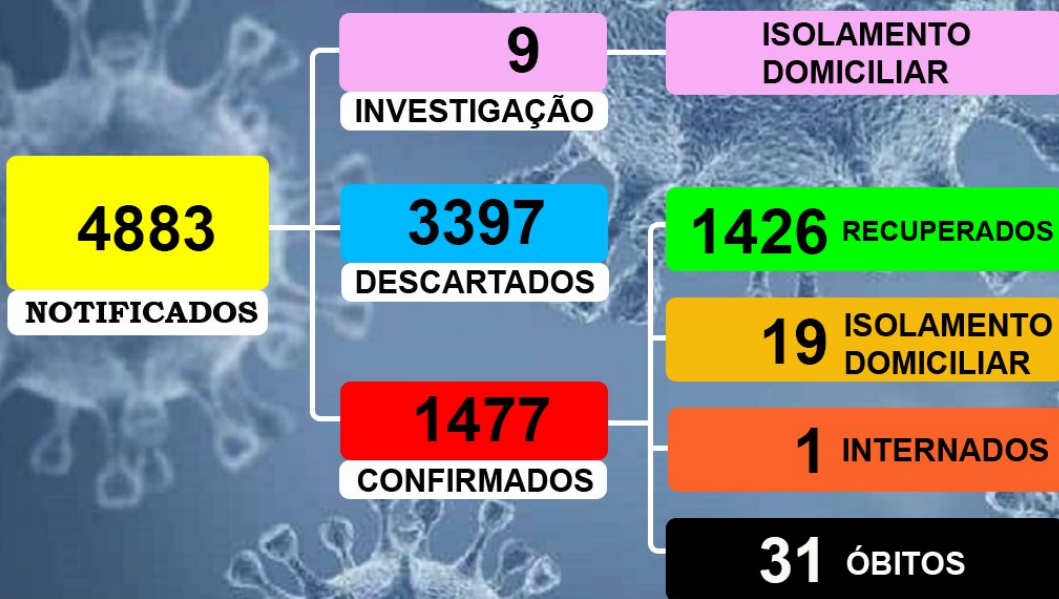 9
INVESTIGAÇÃO
ISOLAMENTO
DOMICILIAR
4883
NOTIFICADOS
3397
DESCARTADOS
1477
CONFIRMADOS
1426 RECUPERADOS
19 ISOLAMENTO
DOMICILIAR
1 INTERNADOS
31 ÓBITOS